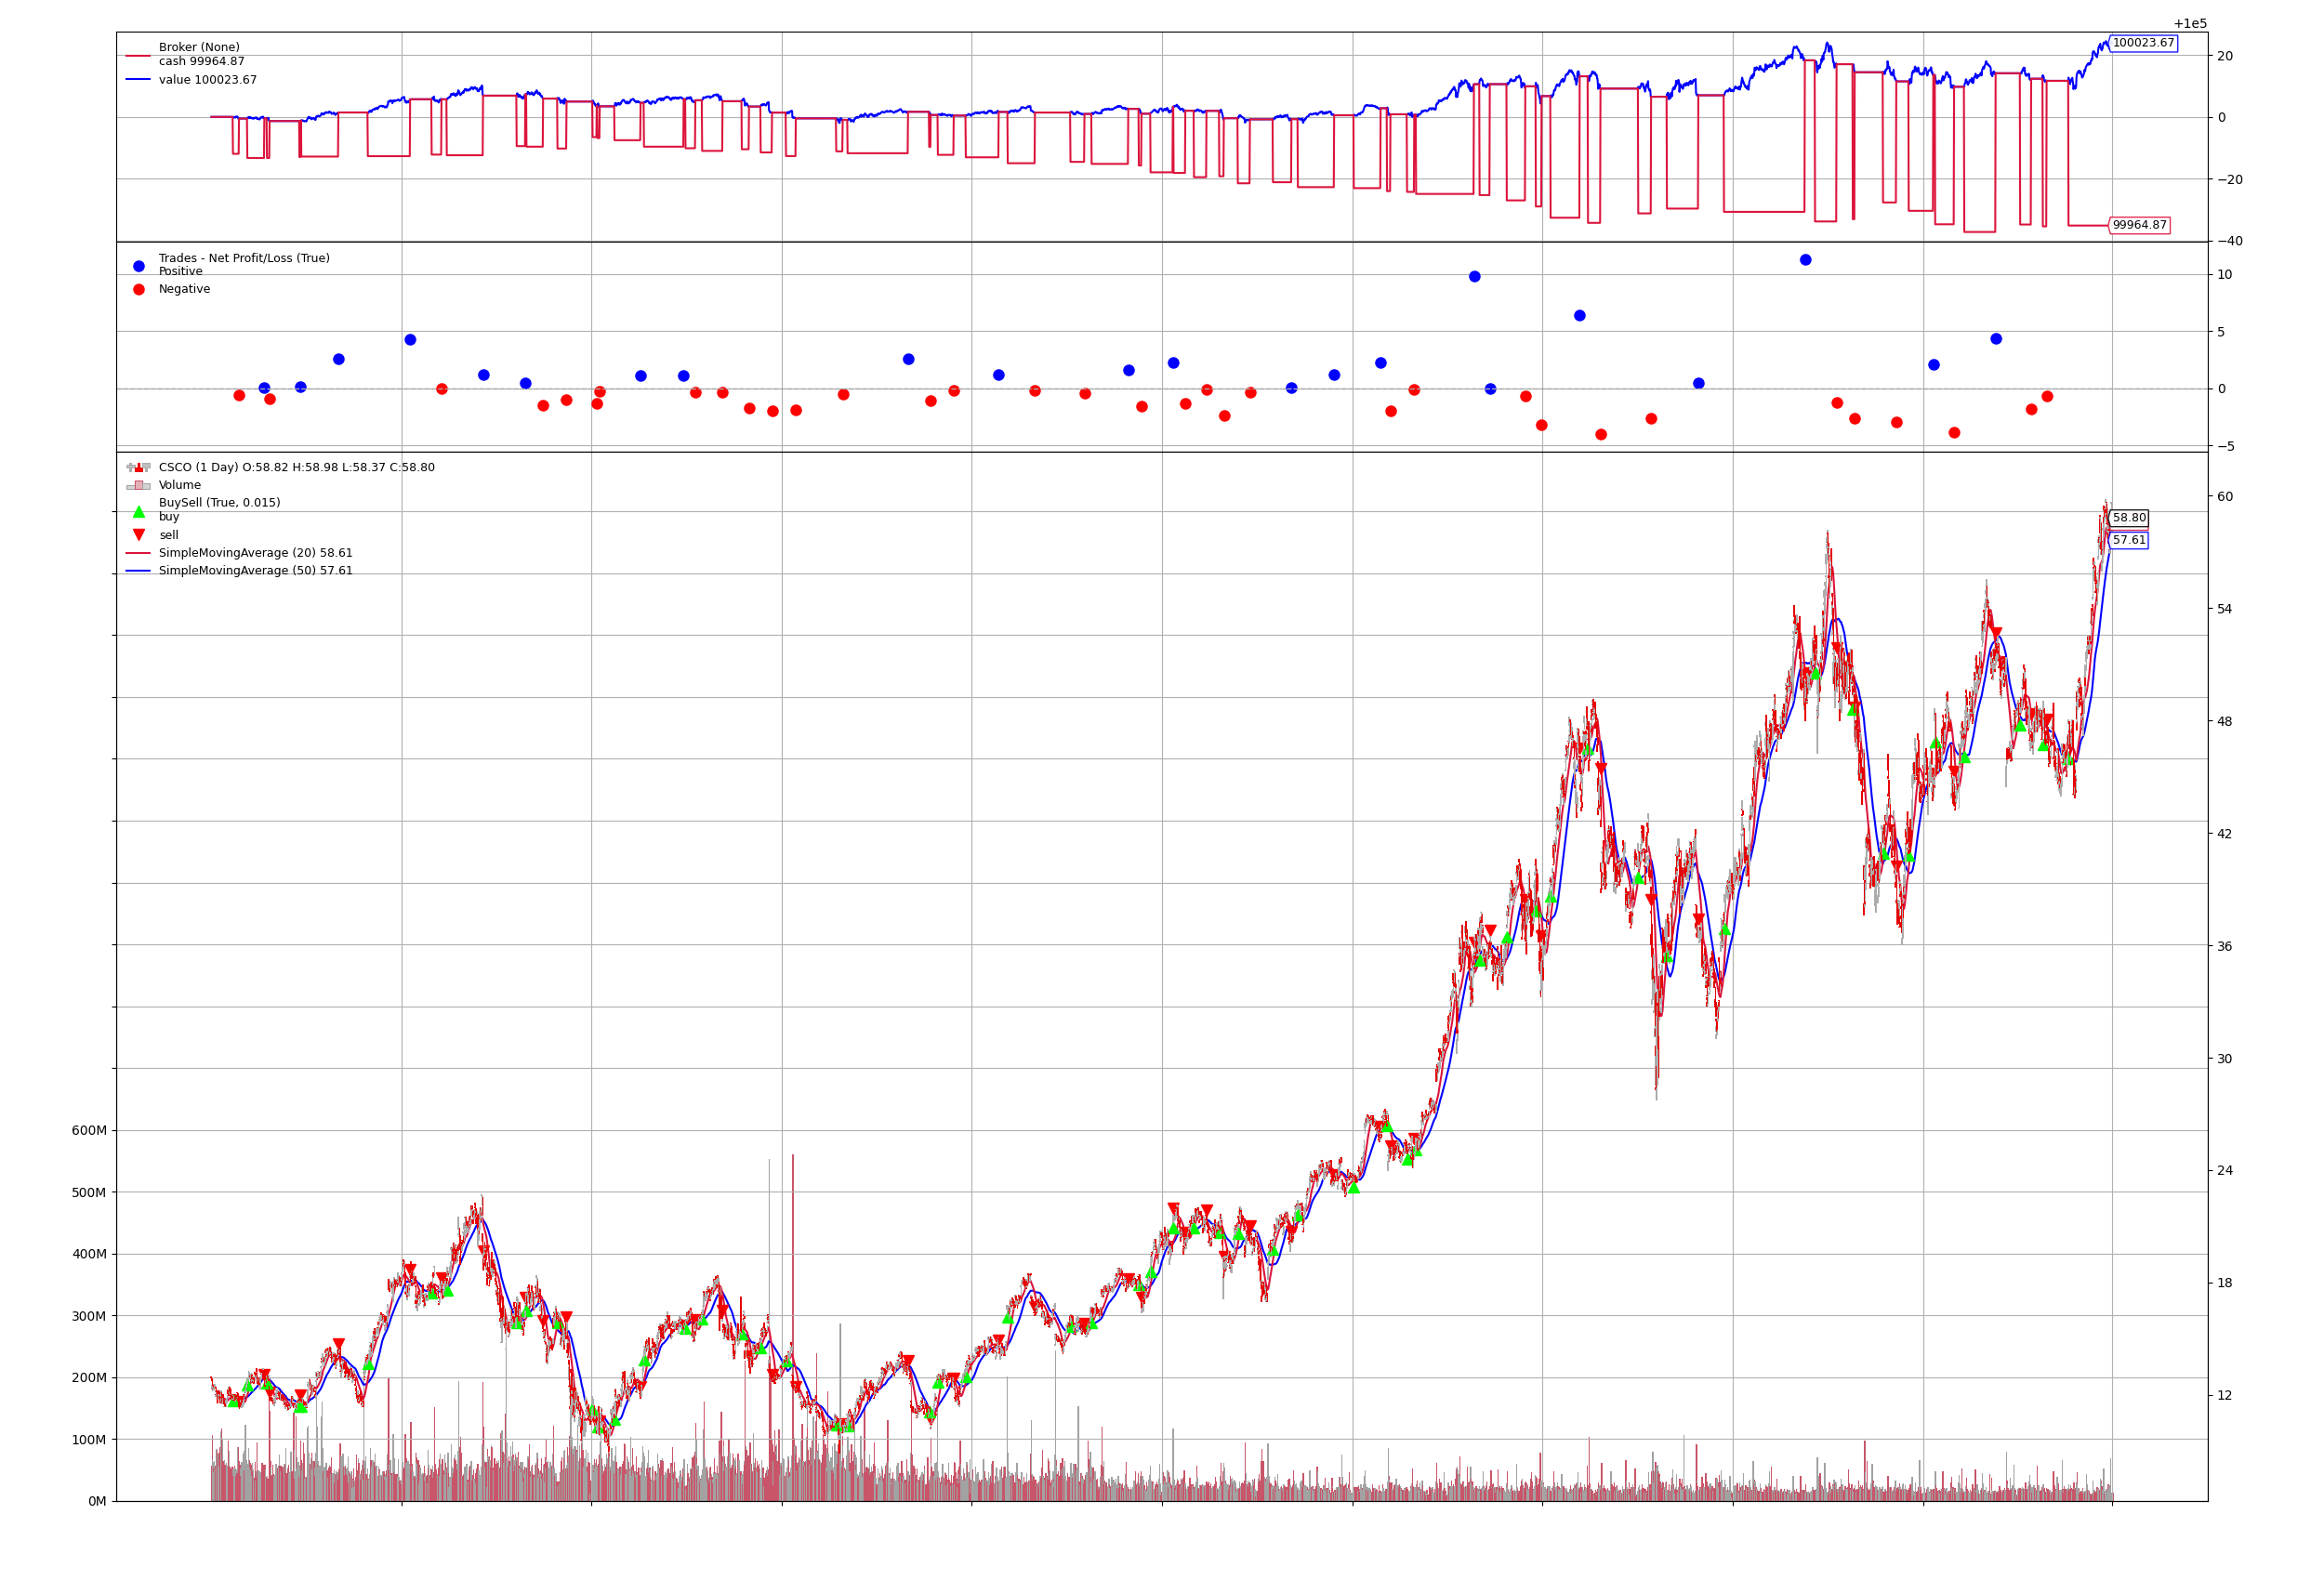 +1e5
Broker (None)
cash 99964.87
value 100023.67
100023.67
20
0
−20
99964.87
−40
Trades - Net Profit/Loss (True)
Positive
Negative
10
5
0
−5
CSCO (1 Day) O:58.82 H:58.98 L:58.37 C:58.80
Volume
BuySell (True, 0.015)
buy
sell
SimpleMovingAverage (20) 58.61
SimpleMovingAverage (50) 57.61
60
58.80
57.61
54
48
42
36
30
24
18
12
600M
500M
400M
300M
200M
100M
0M